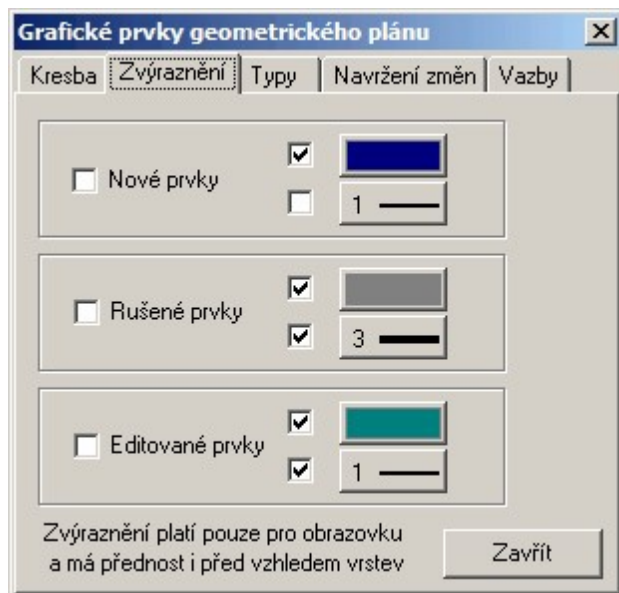 Grafické prvky geometrického plánu
Kresba Zvýraznění Typy Navržení změn Vazby
Nové prvky
1
Rušené prvky
3
Editované prvky
1
Zvýraznění platí pouze pro obrazovku
a má přednost i před vzhledem vrstev
Zavřít